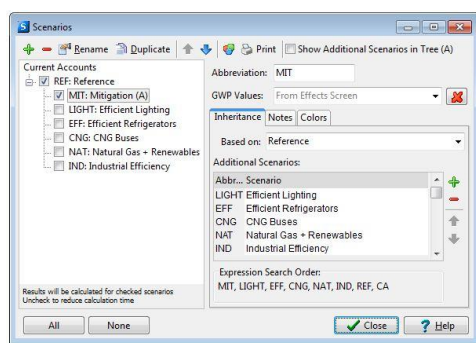 Scenarios
Rename Duplicate Print Show Additional Scenarios in Tree (A)
Current Accounts
REF: Reference
MIT: Mitigation (A)
LIGHT: Efficient Lighting
EFF: Efficient Refrigerators
CNG: CNG Buses
NAT: Natural Gas + Renewables
IND: Industrial Efficiency
Results will be calculated for checked scenarios
Uncheck to reduce calculation time
Abbreviation: MIT
GWP Values: From Effects Screen
Inheritance Notes Colors
Based on: Reference
Additional Scenarios:
Abbr... Scenario
LIGHT Efficient Lighting
EFF Efficient Refrigerators
CNG CNG Buses
NAT Natural Gas + Renewables
IND Industrial Efficiency
Expression Search Order:
MIT, LIGHT, EFF, CNG, NAT, IND, REF, CA
All None Close ? Help